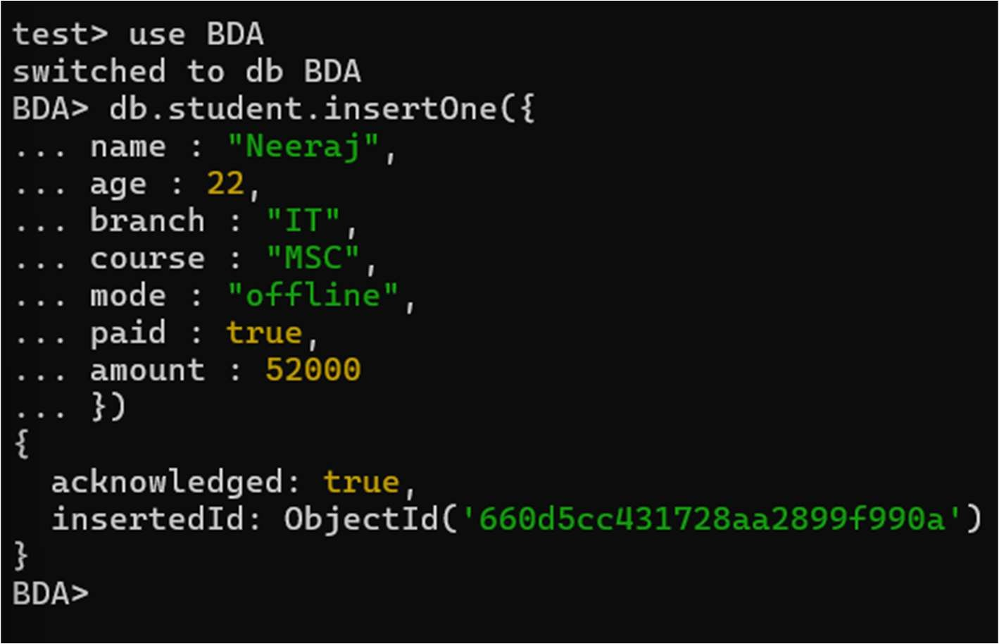 test> use BDA
switched to db BDA
BDA> db.student.insertOne({
... name : "Neeraj",
... age : 22,
... branch : "IT",
... course : "MSC",
... mode : "offline",
... paid : true,
... amount : 52000
... })
{
  acknowledged: true,
  insertedId: ObjectId('660d5cc431728aa2899f990a')
}
BDA>